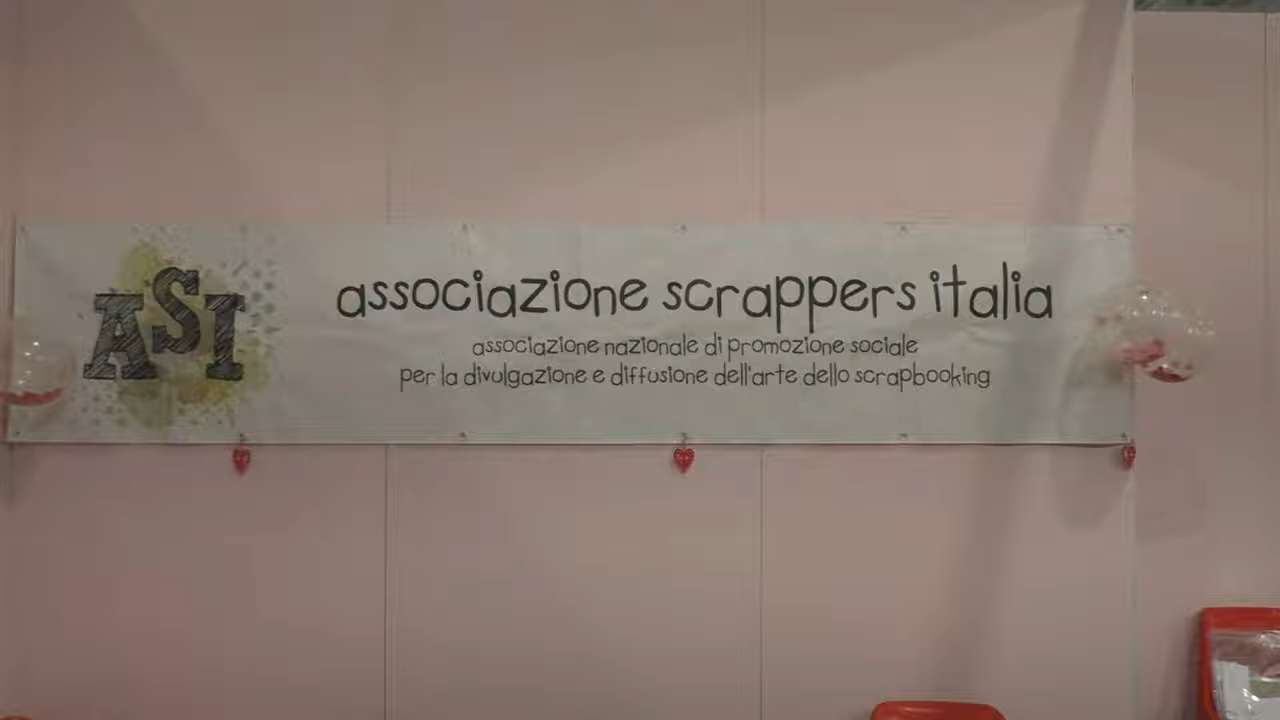 ASI
associazione scrappers italia
associazione nazionale di promozione sociale
per la divulgazione e diffusione dell'arte dello scrapbooking